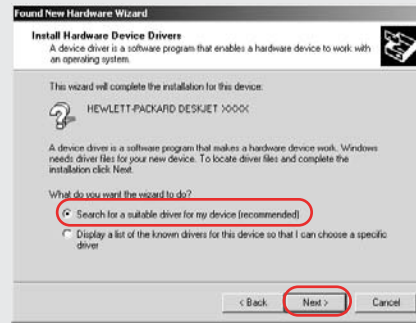 Found New Hardware Wizard
Install Hardware Device Drivers
A device driver is a software program that enables a hardware device to work with
an operating system.
This wizard will complete the installation for this device:
HEWLETT-PACKARD DESKJET XXXX
A device driver is a software program that makes a hardware device work. Windows
needs driver files for your new device. To locate driver files and complete the
installation click Next.
What do you want the wizard to do?
Search for a suitable driver for my device (recommended)
Display a list of the known drivers for this device so that I can choose a specific
driver
< Back
Next >
Cancel